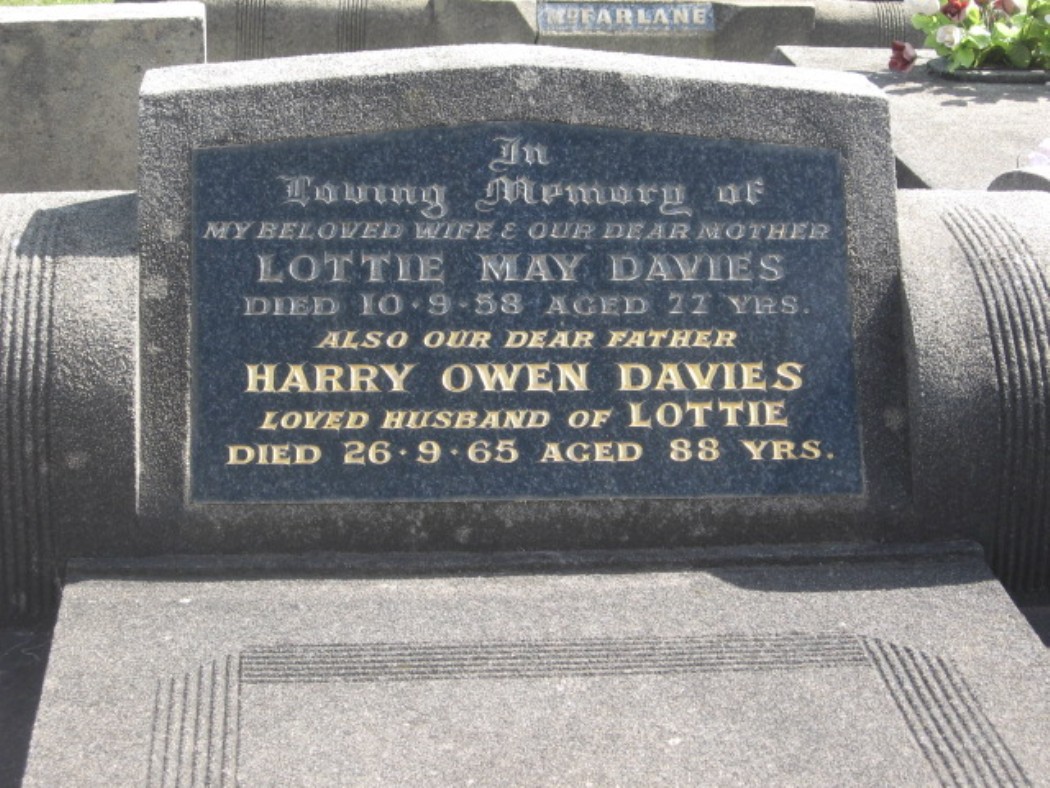 McFARLANE
In
Loving Memory of
MY BELOVED WIFE & OUR DEAR MOTHER
LOTTIE MAY DAVIES
DIED 10·9·58 AGED 77 YRS.
ALSO OUR DEAR FATHER
HARRY OWEN DAVIES
LOVED HUSBAND OF LOTTIE
DIED 26·9·65 AGED 88 YRS.